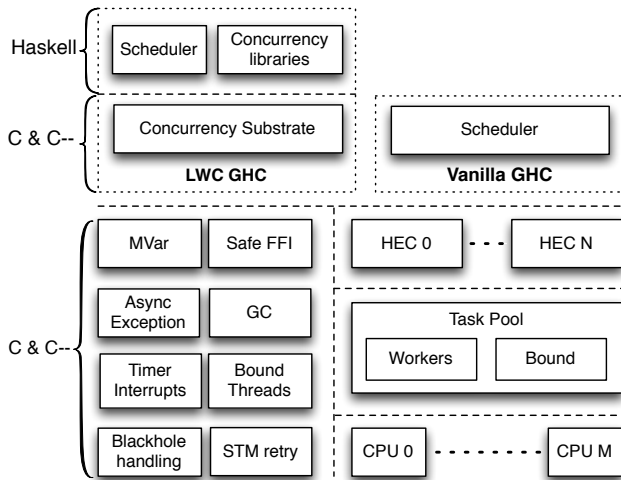 Haskell
Scheduler
Concurrency
libraries
C & C--
Concurrency Substrate
LWC GHC
Scheduler
Vanilla GHC
C & C--
MVar
Safe FFI
HEC 0
HEC N
Async
Exception
GC
Task Pool
Workers
Bound
Timer
Interrupts
Bound
Threads
Blackhole
handling
STM retry
CPU 0
CPU M